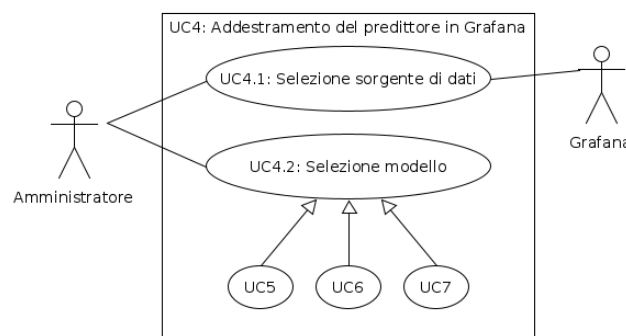 UC4: Addestramento del predittore in Grafana
UC4.1: Selezione sorgente di dati
Grafana
UC4.2: Selezione modello
Amministratore
UC5
UC6
UC7